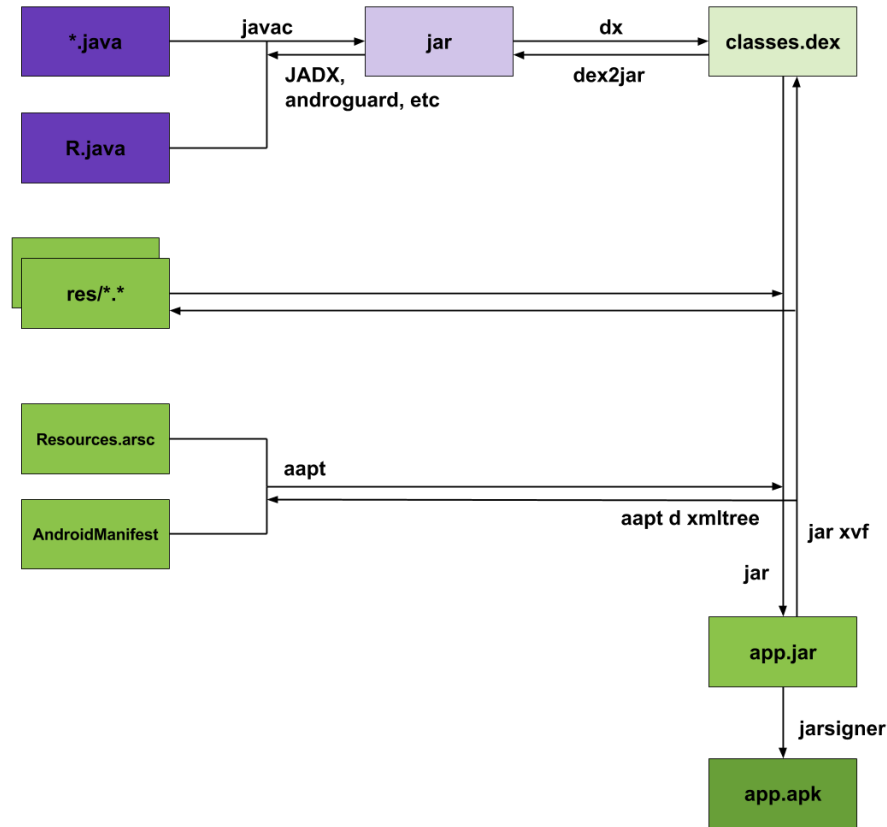 *.java
javac
jar
dx
classes.dex
JADX,
androguard, etc
dex2jar
R.java
res/*.*
Resources.arsc
aapt
AndroidManifest
aapt d xmltree
jar xvf
jar
app.jar
jarsigner
app.apk